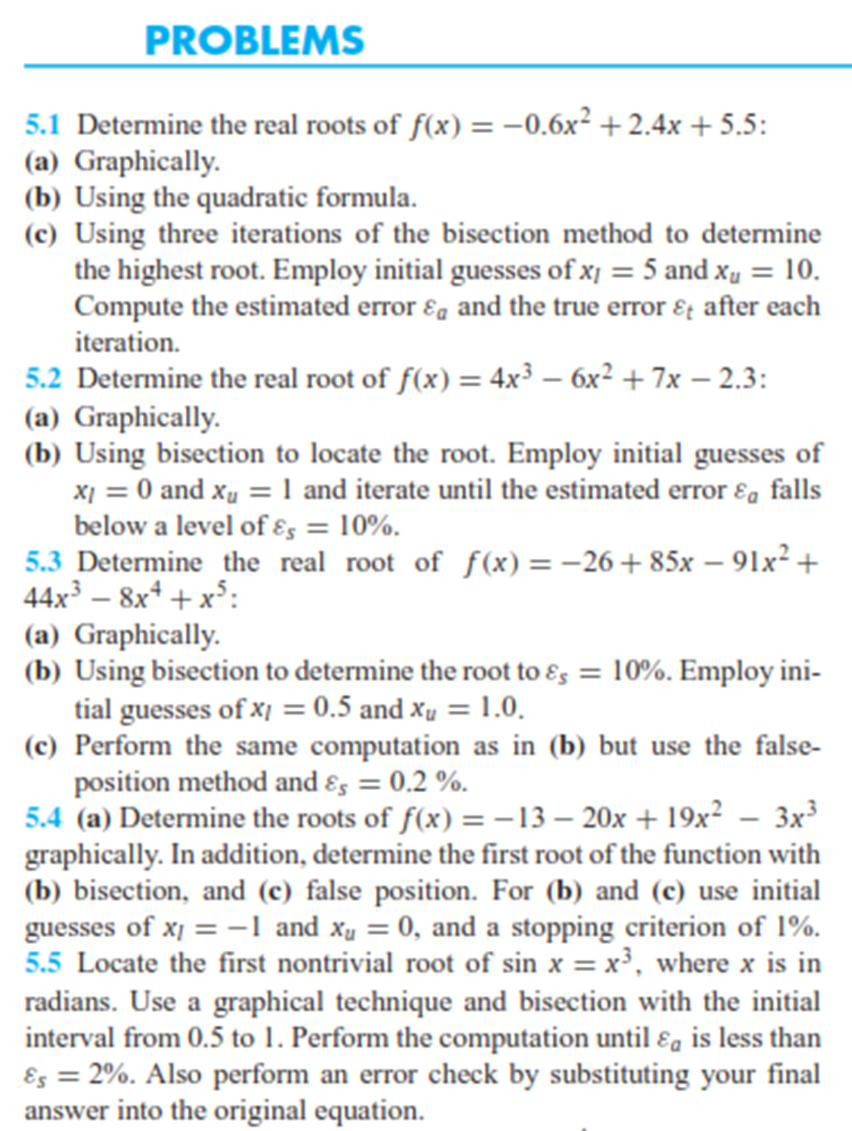 PROBLEMS
5.1 Determine the real roots of f(x) = −0.6x² + 2.4x + 5.5:
(a) Graphically.
(b) Using the quadratic formula.
(c) Using three iterations of the bisection method to determine
the highest root. Employ initial guesses of xₗ = 5 and xᵤ = 10.
Compute the estimated error εₐ and the true error εₜ after each
iteration.
5.2 Determine the real root of f(x) = 4x³ − 6x² + 7x − 2.3:
(a) Graphically.
(b) Using bisection to locate the root. Employ initial guesses of
xₗ = 0 and xᵤ = 1 and iterate until the estimated error εₐ falls
below a level of εₛ = 10%.
5.3 Determine the real root of f(x) = −26 + 85x − 91x² +
44x³ − 8x⁴ + x⁵:
(a) Graphically.
(b) Using bisection to determine the root to εₛ = 10%. Employ ini-
tial guesses of xₗ = 0.5 and xᵤ = 1.0.
(c) Perform the same computation as in (b) but use the false-
position method and εₛ = 0.2 %.
5.4 (a) Determine the roots of f(x) = −13 − 20x + 19x² − 3x³
graphically. In addition, determine the first root of the function with
(b) bisection, and (c) false position. For (b) and (c) use initial
guesses of xₗ = −1 and xᵤ = 0, and a stopping criterion of 1%.
5.5 Locate the first nontrivial root of sin x = x³, where x is in
radians. Use a graphical technique and bisection with the initial
interval from 0.5 to 1. Perform the computation until εₐ is less than
εₛ = 2%. Also perform an error check by substituting your final
answer into the original equation.